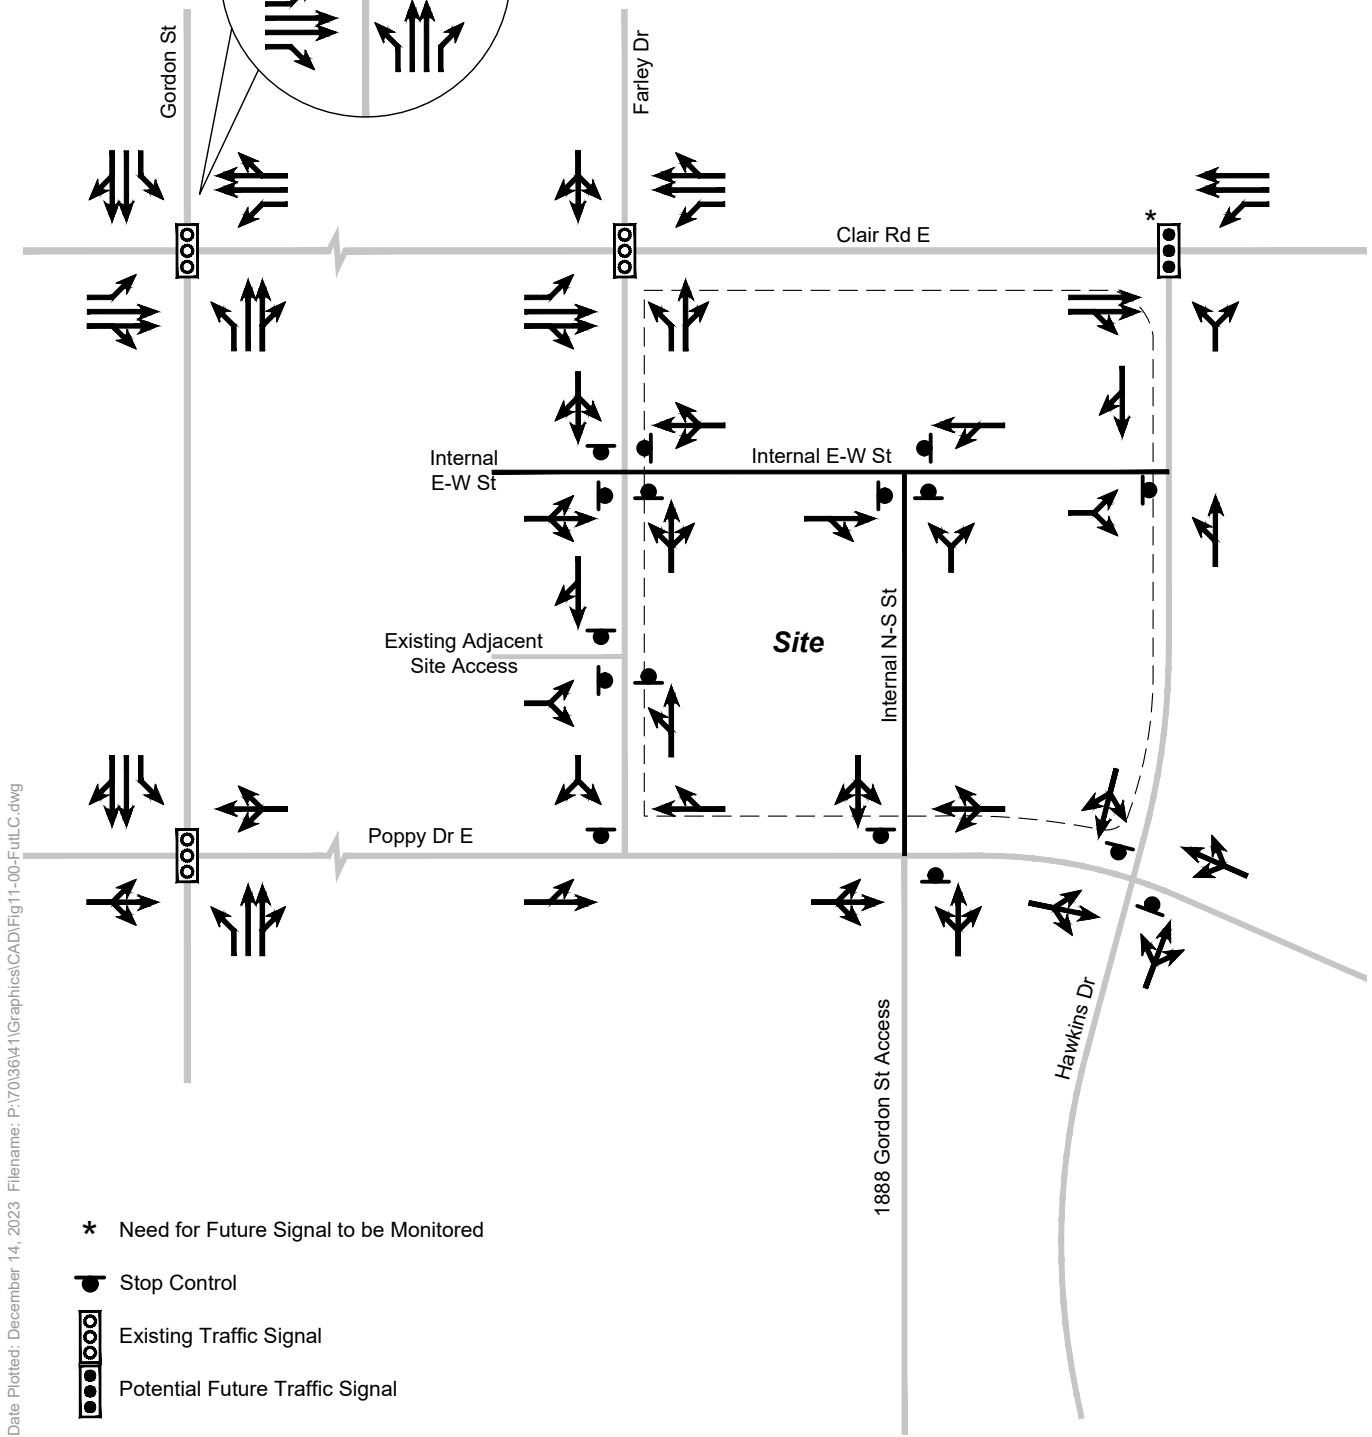 Gordon St
Farley Dr
Clair Rd E
*
Internal
E-W St
Internal E-W St
Existing Adjacent
Site Access
Site
Internal N-S St
Poppy Dr E
Hawkins Dr
1888 Gordon St Access
* Need for Future Signal to be Monitored
Stop Control
Existing Traffic Signal
Potential Future Traffic Signal
Date Plotted: December 14, 2023 Filename: P:\70\36\41\Graphics\CAD\Fig11-00-FutLC.dwg